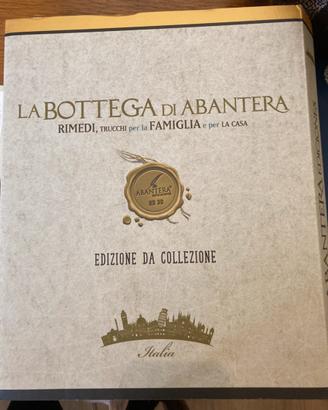 LA BOTTEGA DI ABANTERA
RIMEDI, TRUCCHI per la FAMIGLIA e per LA CASA
ABANTERA
EDIZIONE DA COLLEZIONE
Italia